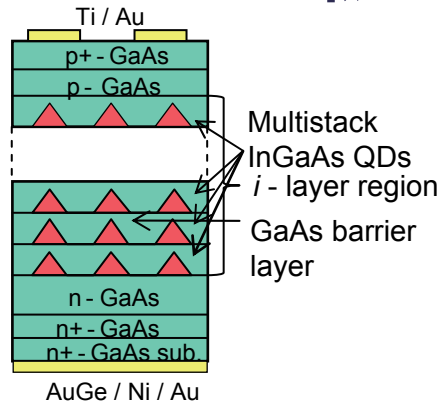 Ti / Au
p+ - GaAs
p - GaAs
Multistack
InGaAs QDs
i - layer region
GaAs barrier
layer
n - GaAs
n+ - GaAs
n+ - GaAs sub.
AuGe / Ni / Au